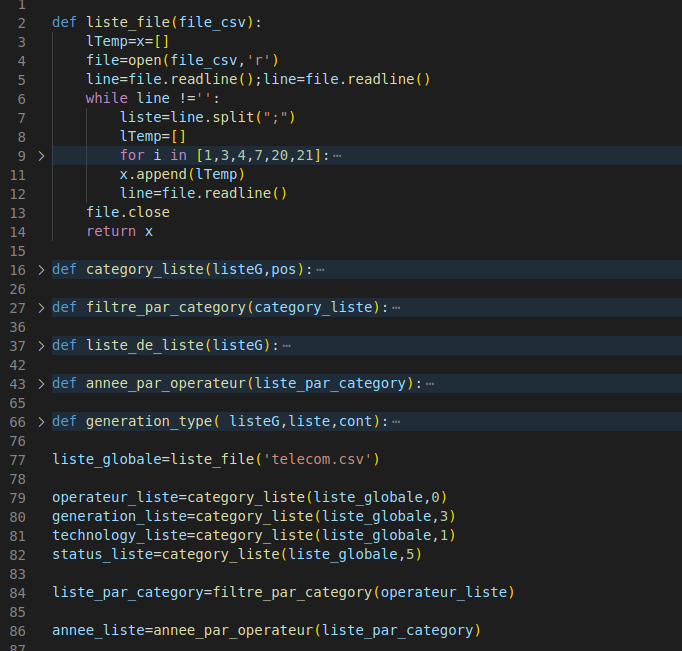 1
2 def liste_file(file_csv):
3 lTemp=x=[]
4 file=open(file_csv,'r')
5 line=file.readline();line=file.readline()
6 while line !='':
7 liste=line.split(";")
8 lTemp=[]
9 for i in [1,3,4,7,20,21]:⋯
11 x.append(lTemp)
12 line=file.readline()
13 file.close
14 return x
15
16 def category_liste(listeG,pos):⋯
26
27 def filtre_par_category(category_liste):⋯
36
37 def liste_de_liste(listeG):⋯
42
43 def annee_par_operateur(liste_par_category):⋯
65
66 def generation_type( listeG,liste,cont):⋯
76
77 liste_globale=liste_file('telecom.csv')
78
79 operateur_liste=category_liste(liste_globale,0)
80 generation_liste=category_liste(liste_globale,3)
81 technology_liste=category_liste(liste_globale,1)
82 status_liste=category_liste(liste_globale,5)
83
84 liste_par_category=filtre_par_category(operateur_liste)
85
86 annee_liste=annee_par_operateur(liste_par_category)
87